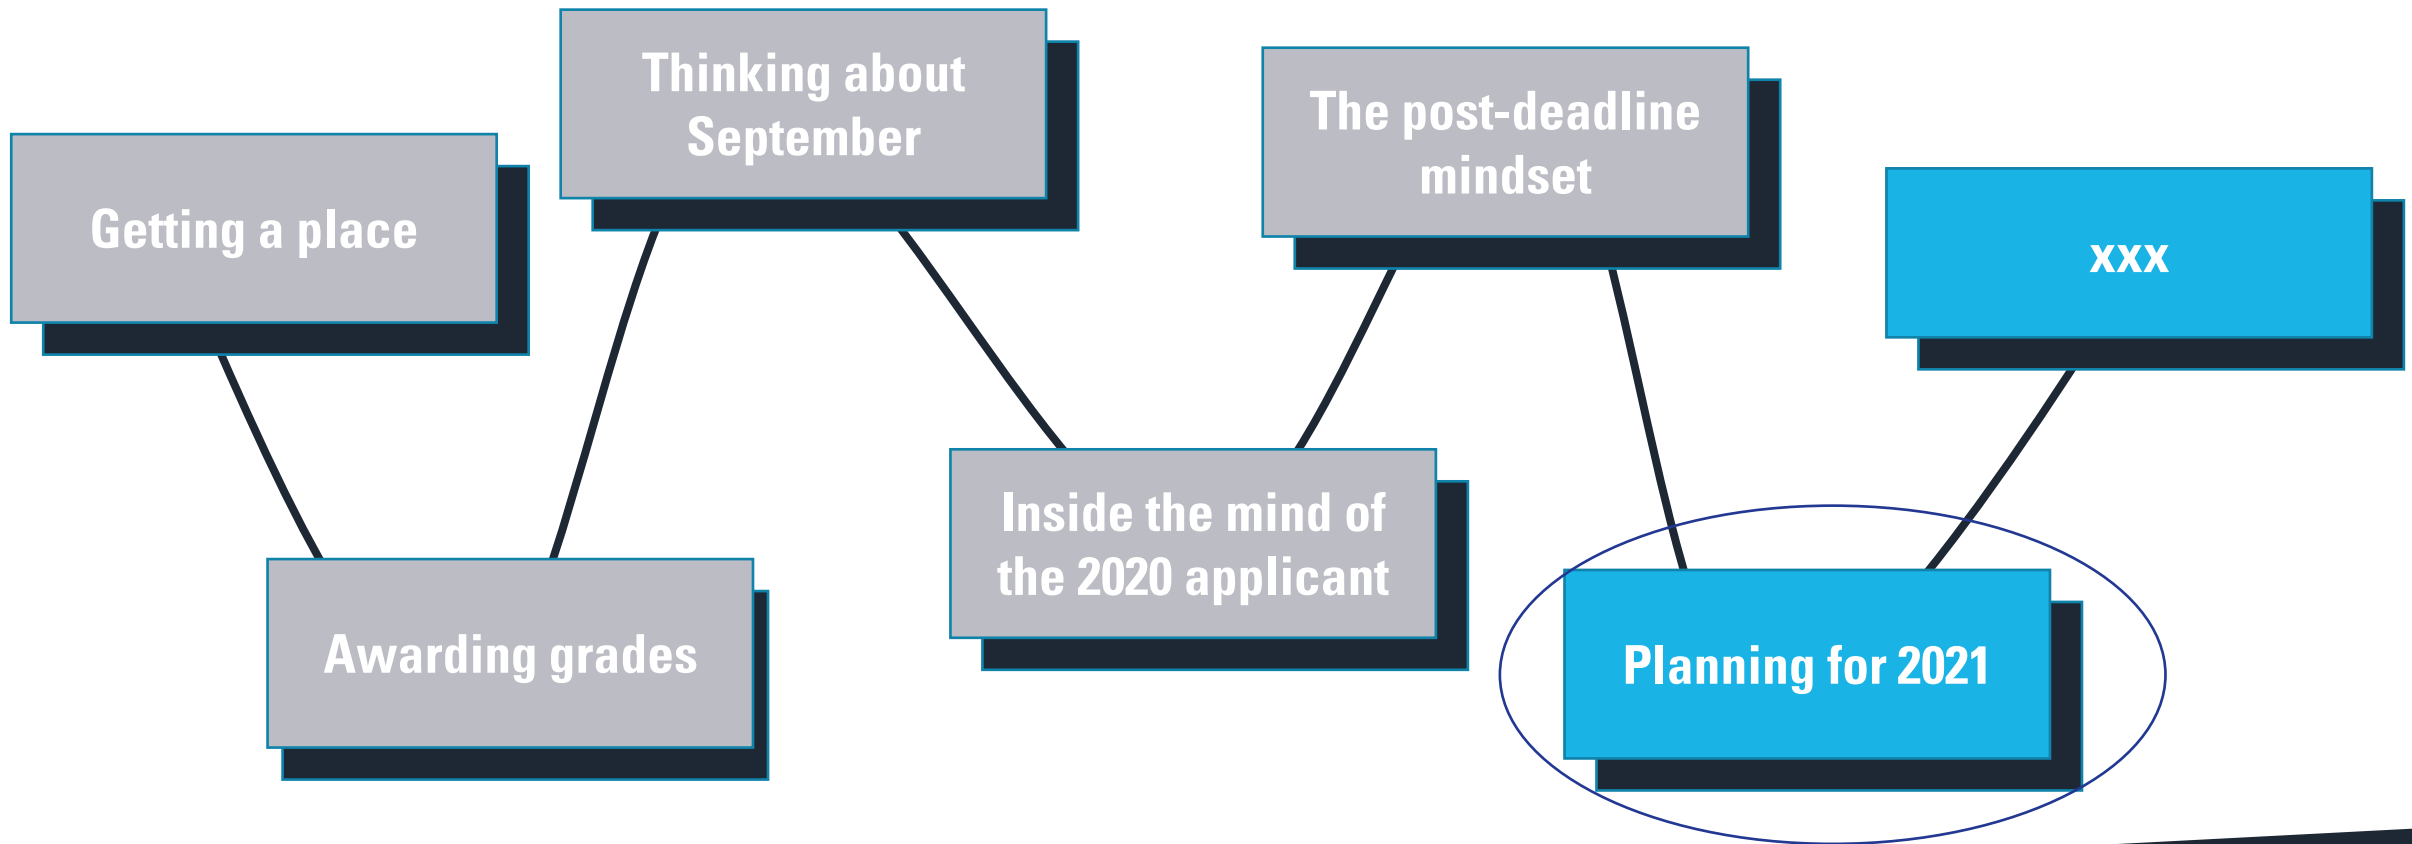 Getting a place
Awarding grades
Thinking about
September
Inside the mind of
the 2020 applicant
The post-deadline
mindset
Planning for 2021
xxx